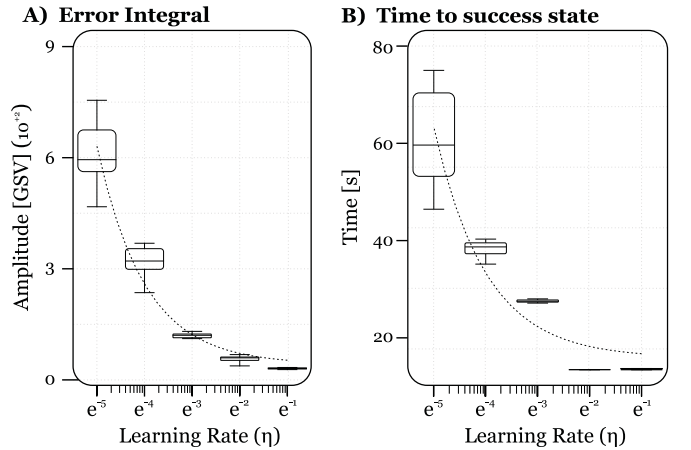 A) Error Integral
B) Time to success state
Amplitude [GSV] (10⁺²)
9
6
3
0
e⁻⁵ e⁻⁴ e⁻³ e⁻² e⁻¹
Learning Rate (η)
Time [s]
80
60
40
20
e⁻⁵ e⁻⁴ e⁻³ e⁻² e⁻¹
Learning Rate (η)